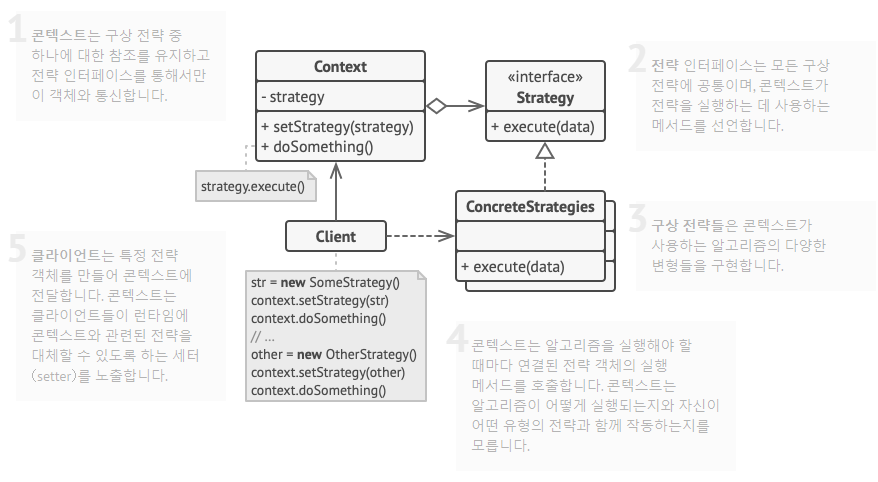 1
콘텍스트는 구상 전략 중
하나에 대한 참조를 유지하고
전략 인터페이스를 통해서만
이 객체와 통신합니다.
Context
- strategy
+ setStrategy(strategy)
+ doSomething()
strategy.execute()
«interface»
Strategy
+ execute(data)
2
전략 인터페이스는 모든 구상
전략에 공통이며, 콘텍스트가
전략을 실행하는 데 사용하는
메서드를 선언합니다.
ConcreteStrategies
+ execute(data)
3
구상 전략들은 콘텍스트가
사용하는 알고리즘의 다양한
변형들을 구현합니다.
Client
str = new SomeStrategy()
context.setStrategy(str)
context.doSomething()
// ...
other = new OtherStrategy()
context.setStrategy(other)
context.doSomething()
4
콘텍스트는 알고리즘을 실행해야 할
때마다 연결된 전략 객체의 실행
메서드를 호출합니다. 콘텍스트는
알고리즘이 어떻게 실행되는지와 자신이
어떤 유형의 전략과 함께 작동하는지를
모릅니다.
5
클라이언트는 특정 전략
객체를 만들어 콘텍스트에
전달합니다. 콘텍스트는
클라이언트들이 런타임에
콘텍스트와 관련된 전략을
대체할 수 있도록 하는 세터
(setter)를 노출합니다.